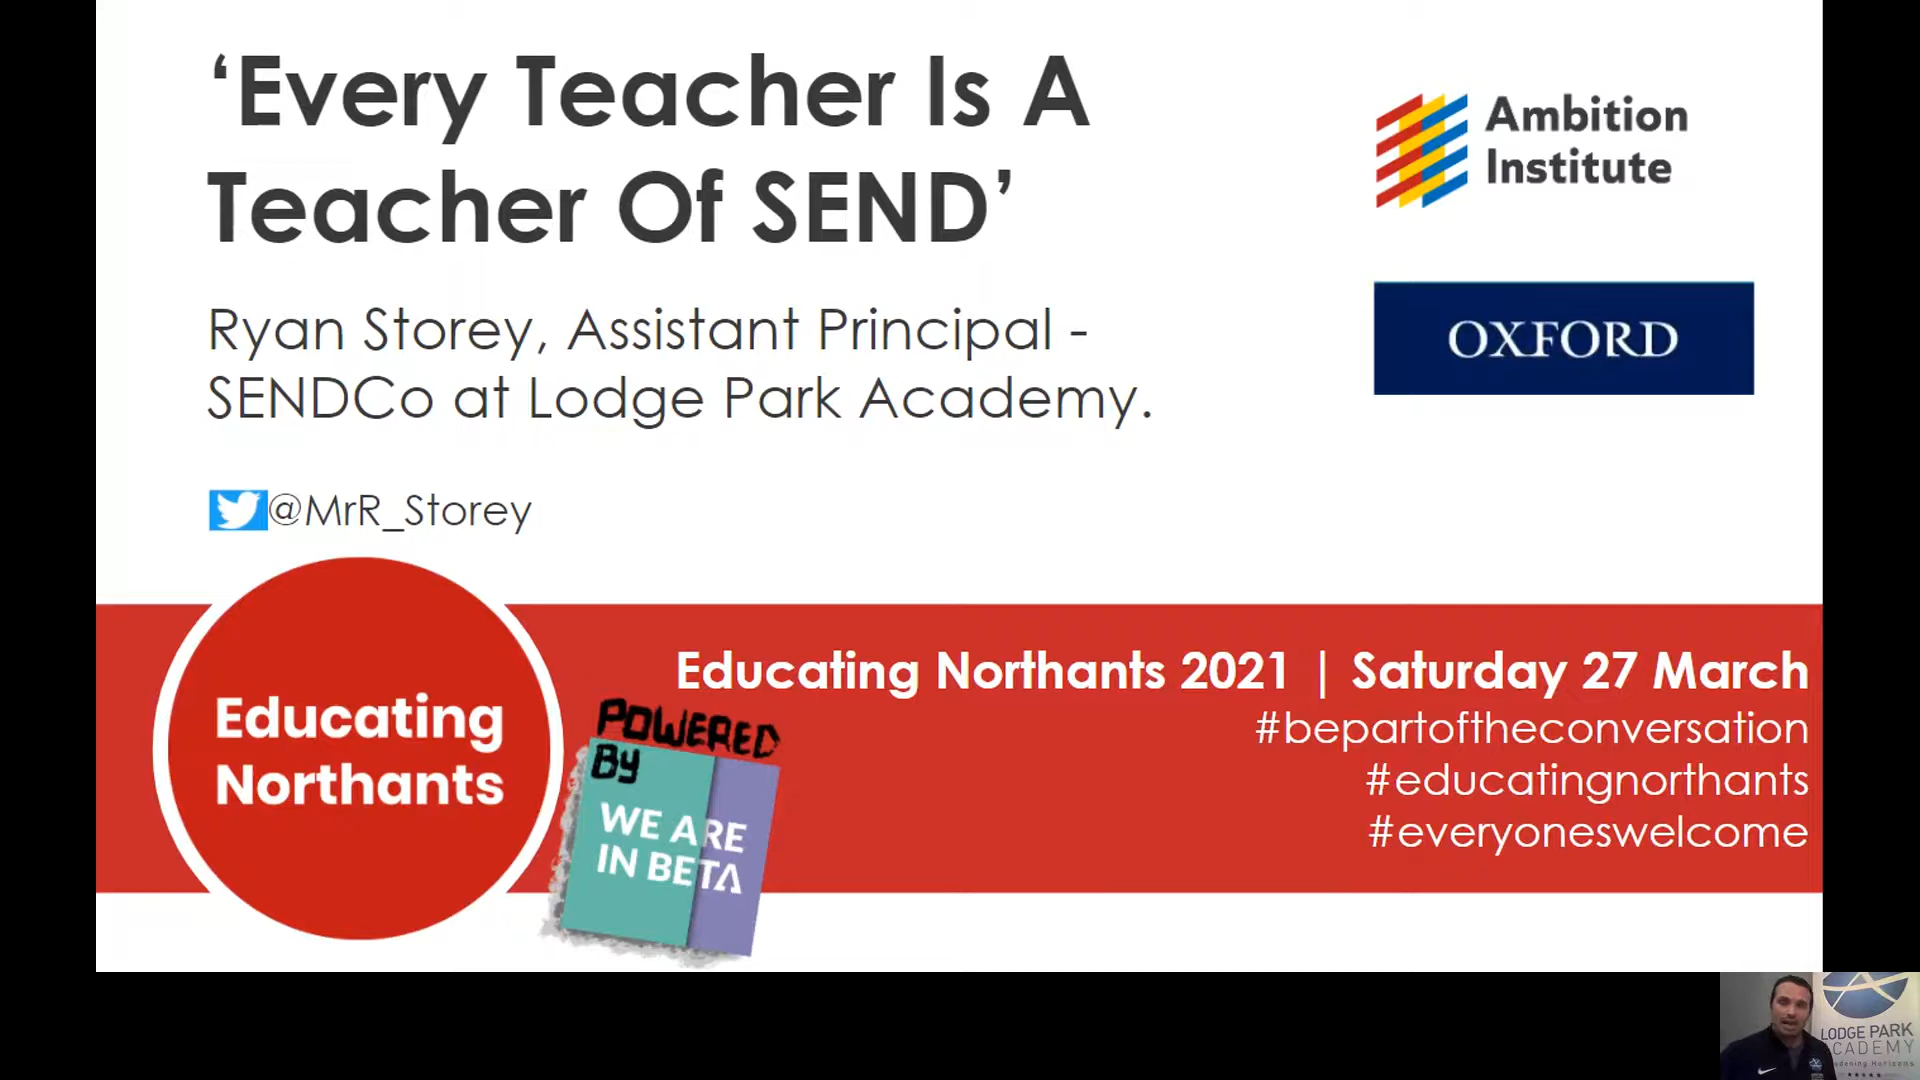 ‘Every Teacher Is A
Teacher Of SEND’
Ambition
Institute
OXFORD
Ryan Storey, Assistant Principal -
SENDCo at Lodge Park Academy.
@MrR_Storey
Educating
Northants
POWERED
BY
WE ARE
IN BETA
Educating Northants 2021 | Saturday 27 March
#bepartoftheconversation
#educatingnorthants
#everyoneswelcome
LODGE PARK
ACADEMY
Horizons